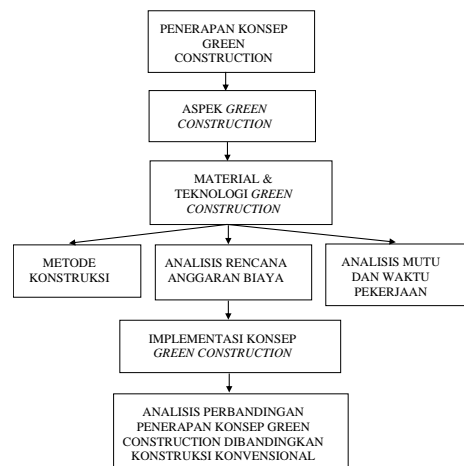 PENERAPAN KONSEP
GREEN
CONSTRUCTION
ASPEK GREEN
CONSTRUCTION
MATERIAL &
TEKNOLOGI GREEN
CONSTRUCTION
METODE
KONSTRUKSI
ANALISIS RENCANA
ANGGARAN BIAYA
ANALISIS MUTU
DAN WAKTU
PEKERJAAN
IMPLEMENTASI KONSEP
GREEN CONSTRUCTION
ANALISIS PERBANDINGAN
PENERAPAN KONSEP GREEN
CONSTRUCTION DIBANDINGKAN
KONSTRUKSI KONVENSIONAL